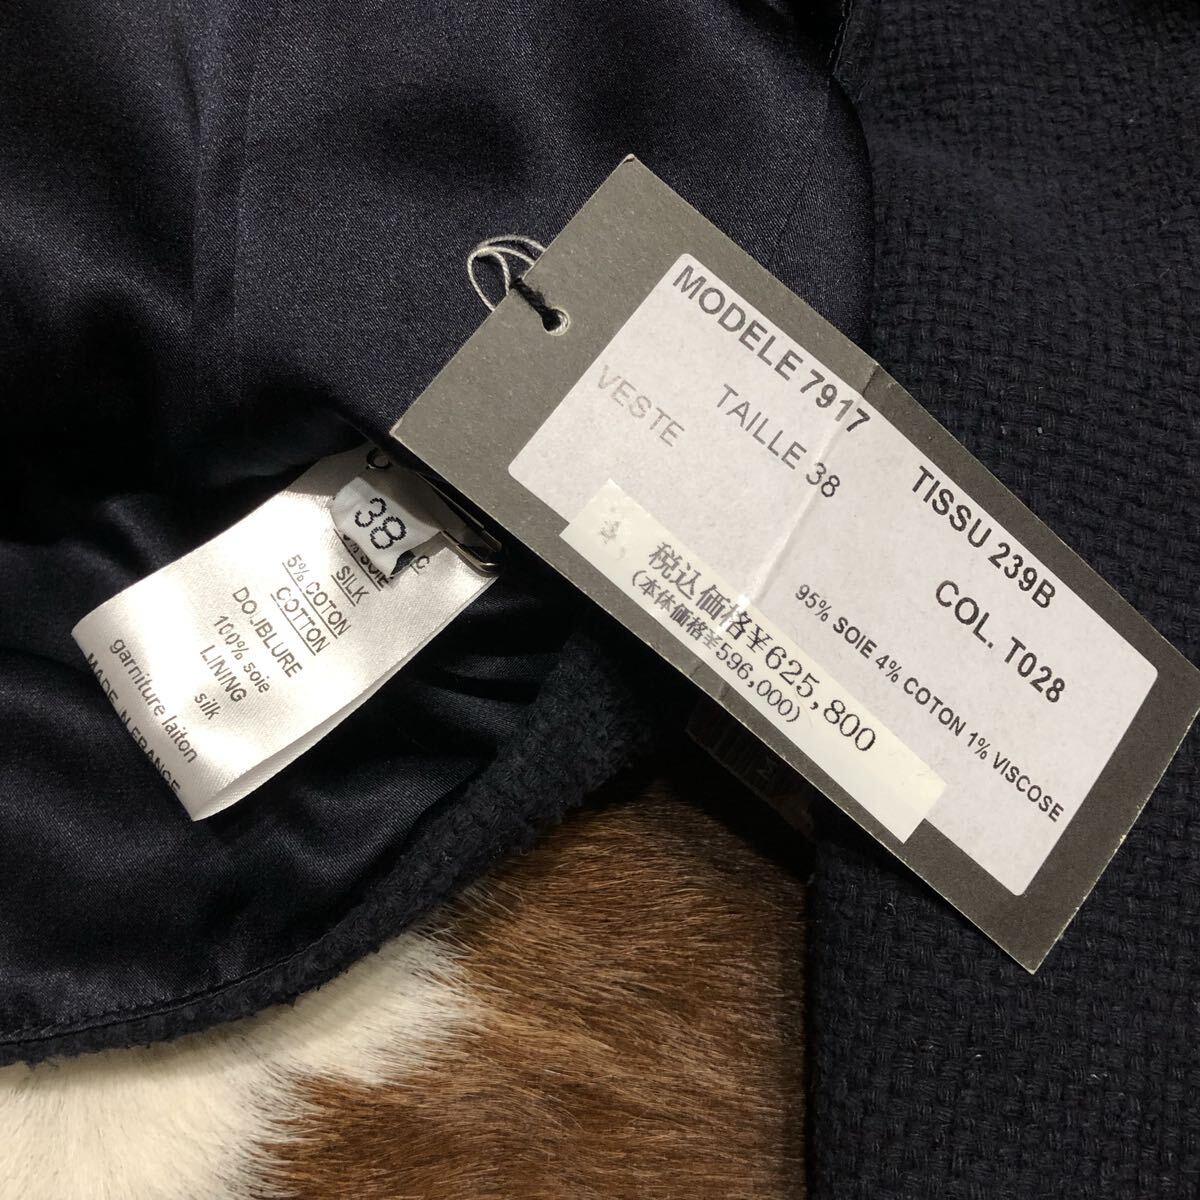 MODELE 7917 TISSU 239B
VESTE TAILLE 38 COL. T028
95% SOIE 4% COTON 1% VISCOSE
税込価格¥625,800
(本体価格¥596,000)
38
SOIE
SILK
5% COTON
COTTON
DOUBLURE
100% soie
LINING
silk
garniture laiton
MADE IN FRANCE